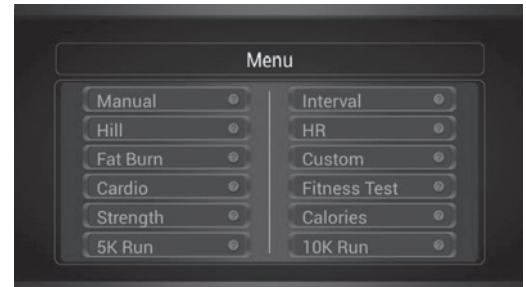 Menu
Manual
Hill
Fat Burn
Cardio
Strength
5K Run
Interval
HR
Custom
Fitness Test
Calories
10K Run